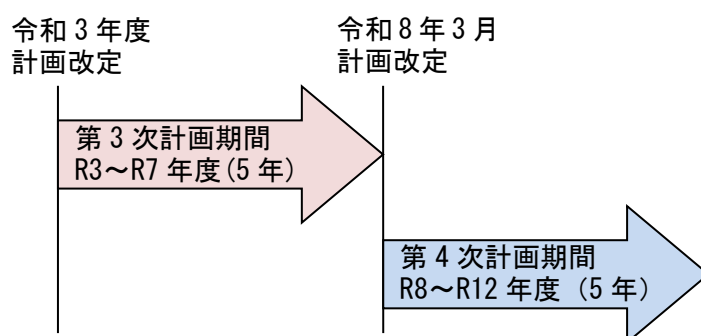 令和３年度
計画改定
令和８年３月
計画改定
第３次計画期間
R3～R7 年度(5 年)
第４次計画期間
R8～R12 年度 （5 年）